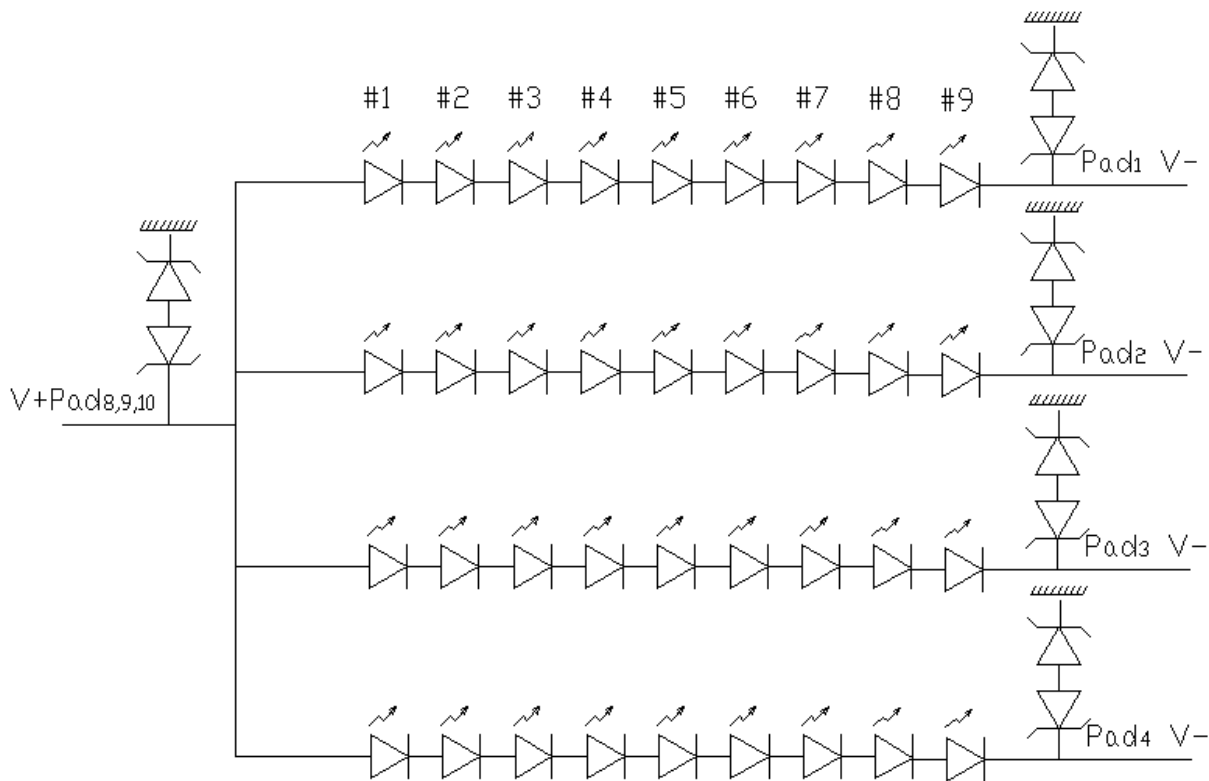 #1 #2 #3 #4 #5 #6 #7 #8 #9
Pad1 V-
Pad2 V-
V+Pad8,9,10
Pad3 V-
Pad4 V-